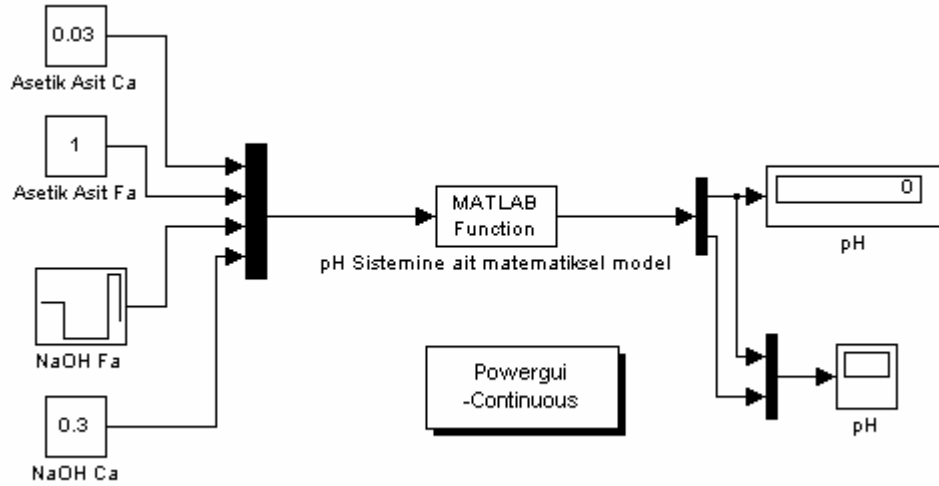 0.03
Asetik Asit Ca
1
Asetik Asit Fa
NaOH Fa
0.3
NaOH Ca
MATLAB
Function
pH Sistemine ait matematiksel model
Powergui
-Continuous
0
pH
pH